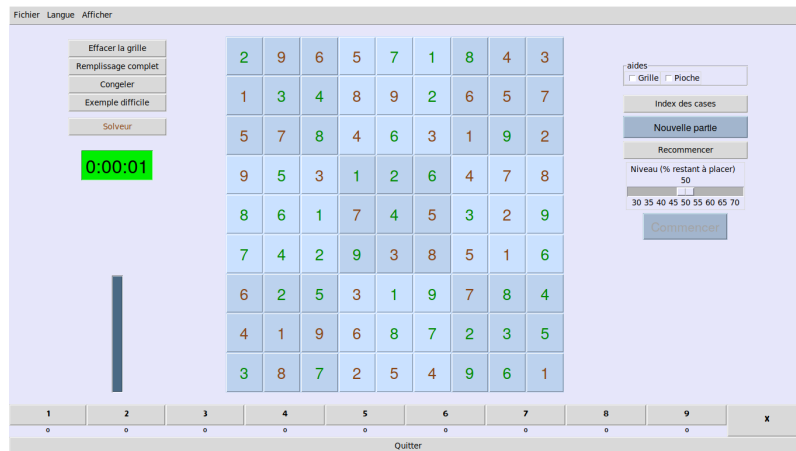 Fichier Langue Afficher
Effacer la grille
Remplissage complet
Congeler
Exemple difficile
Solveur
0:00:01
2 9 6 5 7 1 8 4 3
1 3 4 8 9 2 6 5 7
5 7 8 4 6 3 1 9 2
9 5 3 1 2 6 4 7 8
8 6 1 7 4 5 3 2 9
7 4 2 9 3 8 5 1 6
6 2 5 3 1 9 7 8 4
4 1 9 6 8 7 2 3 5
3 8 7 2 5 4 9 6 1
aides
Grille Pioche
Index des cases
Nouvelle partie
Recommencer
Niveau (% restant à placer)
50
30 35 40 45 50 55 60 65 70
Commencer
1 2 3 4 5 6 7 8 9 x
0 0 0 0 0 0 0 0 0
Quitter